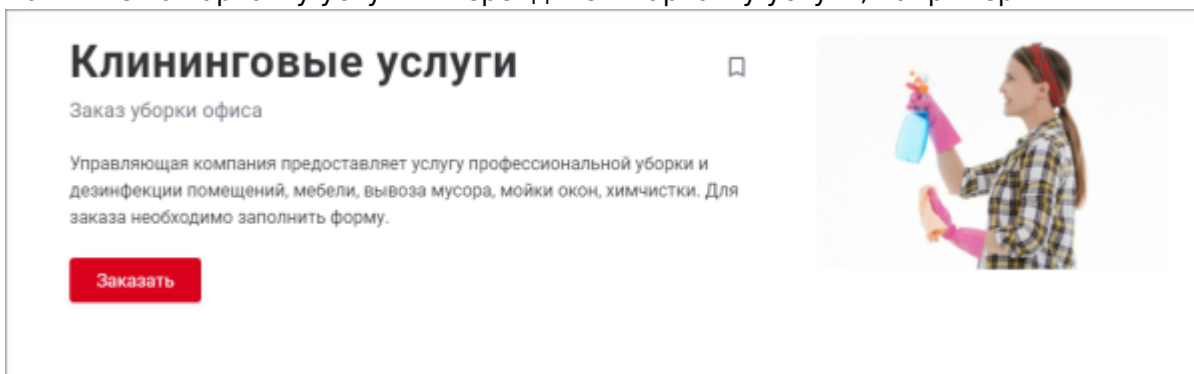 Клининговые услуги
Заказ уборки офиса
Управляющая компания предоставляет услугу профессиональной уборки и
дезинфекции помещений, мебели, вывоза мусора, мойки окон, химчистки. Для
заказа необходимо заполнить форму.
Заказать